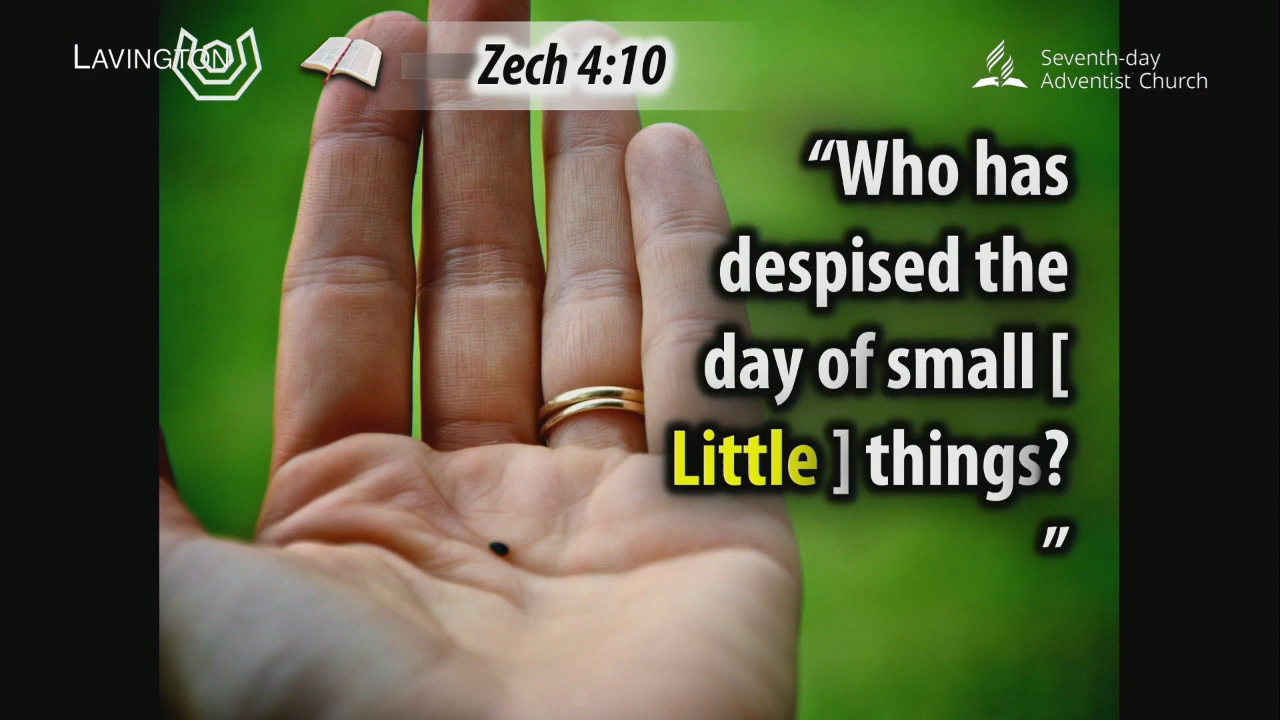 LAVINGTON
Zech 4:10
Seventh-day
Adventist Church
“Who has
despised the
day of small [
Little ] things?
”